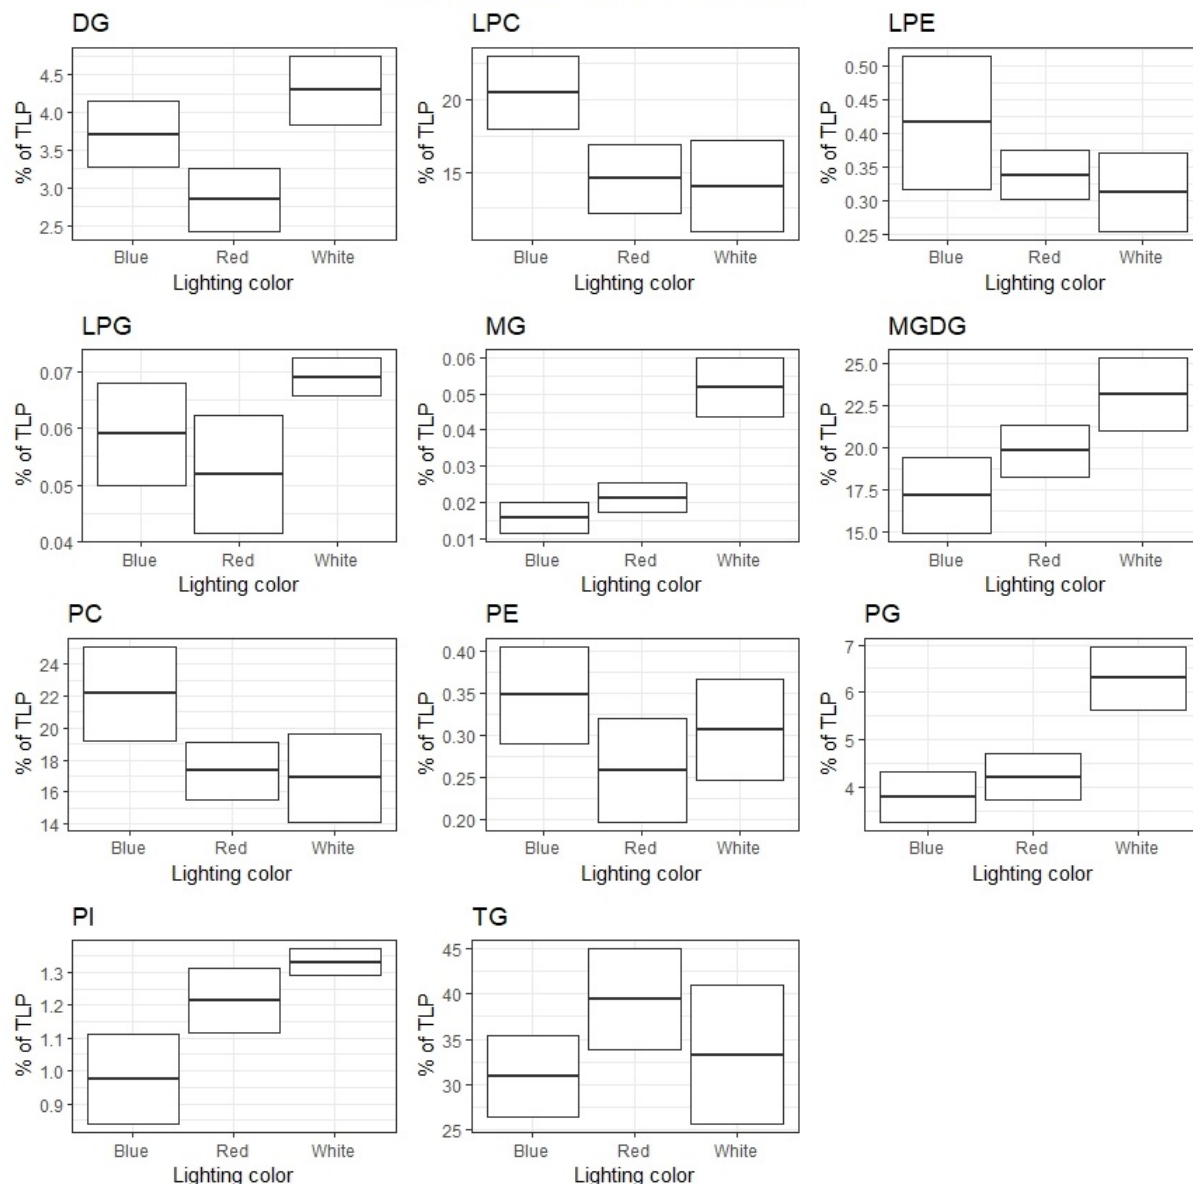 DG
LPC
LPE
% of TLP
4.5
4.0
3.5
3.0
2.5
Blue Red White
Lighting color
% of TLP
20
15
Blue Red White
Lighting color
% of TLP
0.50
0.45
0.40
0.35
0.30
0.25
Blue Red White
Lighting color
LPG
MG
MGDG
% of TLP
0.07
0.06
0.05
0.04
Blue Red White
Lighting color
% of TLP
0.06
0.05
0.04
0.03
0.02
0.01
Blue Red White
Lighting color
% of TLP
25.0
22.5
20.0
17.5
15.0
Blue Red White
Lighting color
PC
PE
PG
% of TLP
24
22
20
18
16
14
Blue Red White
Lighting color
% of TLP
0.40
0.35
0.30
0.25
0.20
Blue Red White
Lighting color
% of TLP
7
6
5
4
Blue Red White
Lighting color
PI
TG
% of TLP
1.3
1.2
1.1
1.0
0.9
Blue Red White
Lighting color
% of TLP
45
40
35
30
25
Blue Red White
Lighting color